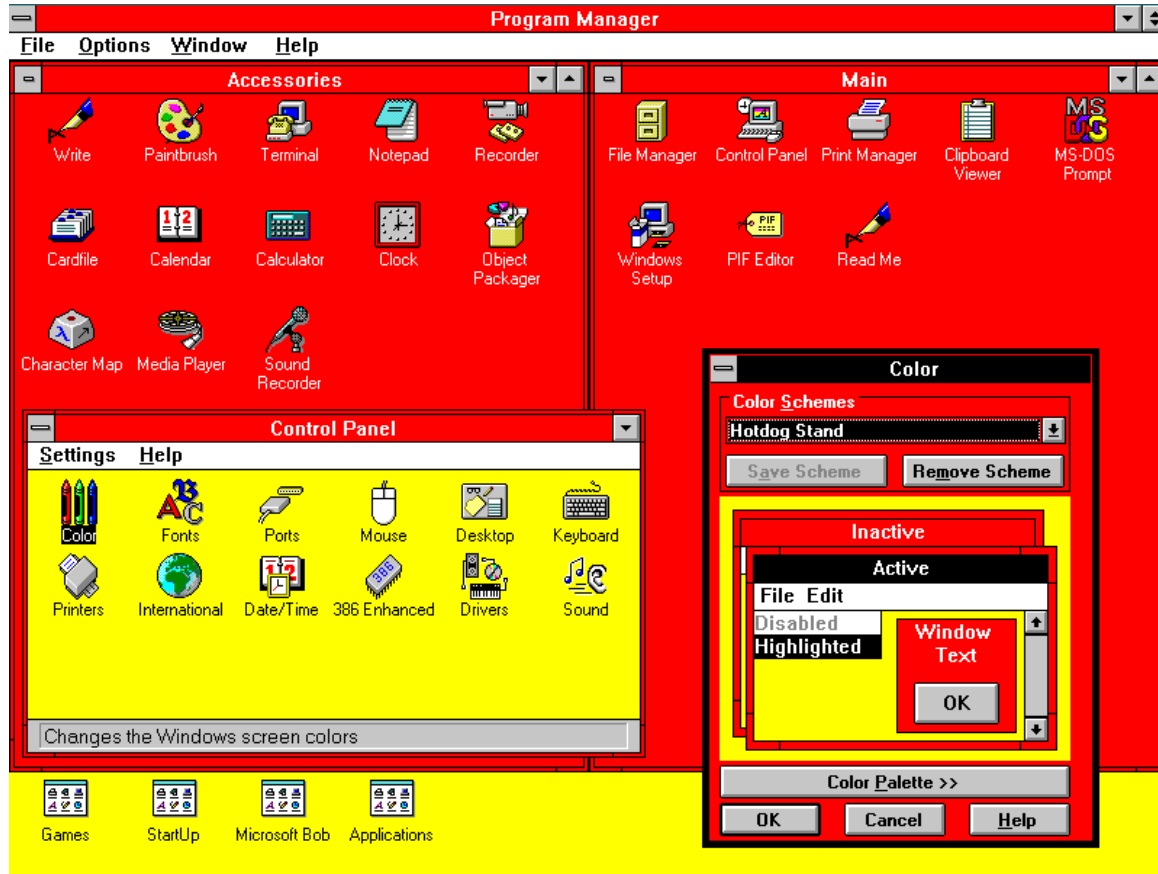 Program Manager
File Options Window Help
Accessories
Write Paintbrush Terminal Notepad Recorder
Cardfile Calendar Calculator Clock Object
Packager
Character Map Media Player Sound
Recorder
Main
File Manager Control Panel Print Manager Clipboard MS-DOS
Viewer Prompt
MS
DOS
Windows PIF Editor Read Me
Setup
PIF
Control Panel
Settings Help
ABC
Color Fonts Ports Mouse Desktop Keyboard
12
386
Printers International Date/Time 386 Enhanced Drivers Sound
Changes the Windows screen colors
Color
Color Schemes
Hotdog Stand
Save Scheme Remove Scheme
Inactive
Active
File Edit
Disabled
Highlighted
Window
Text
OK
Color Palette >>
OK Cancel Help
Games StartUp Microsoft Bob Applications